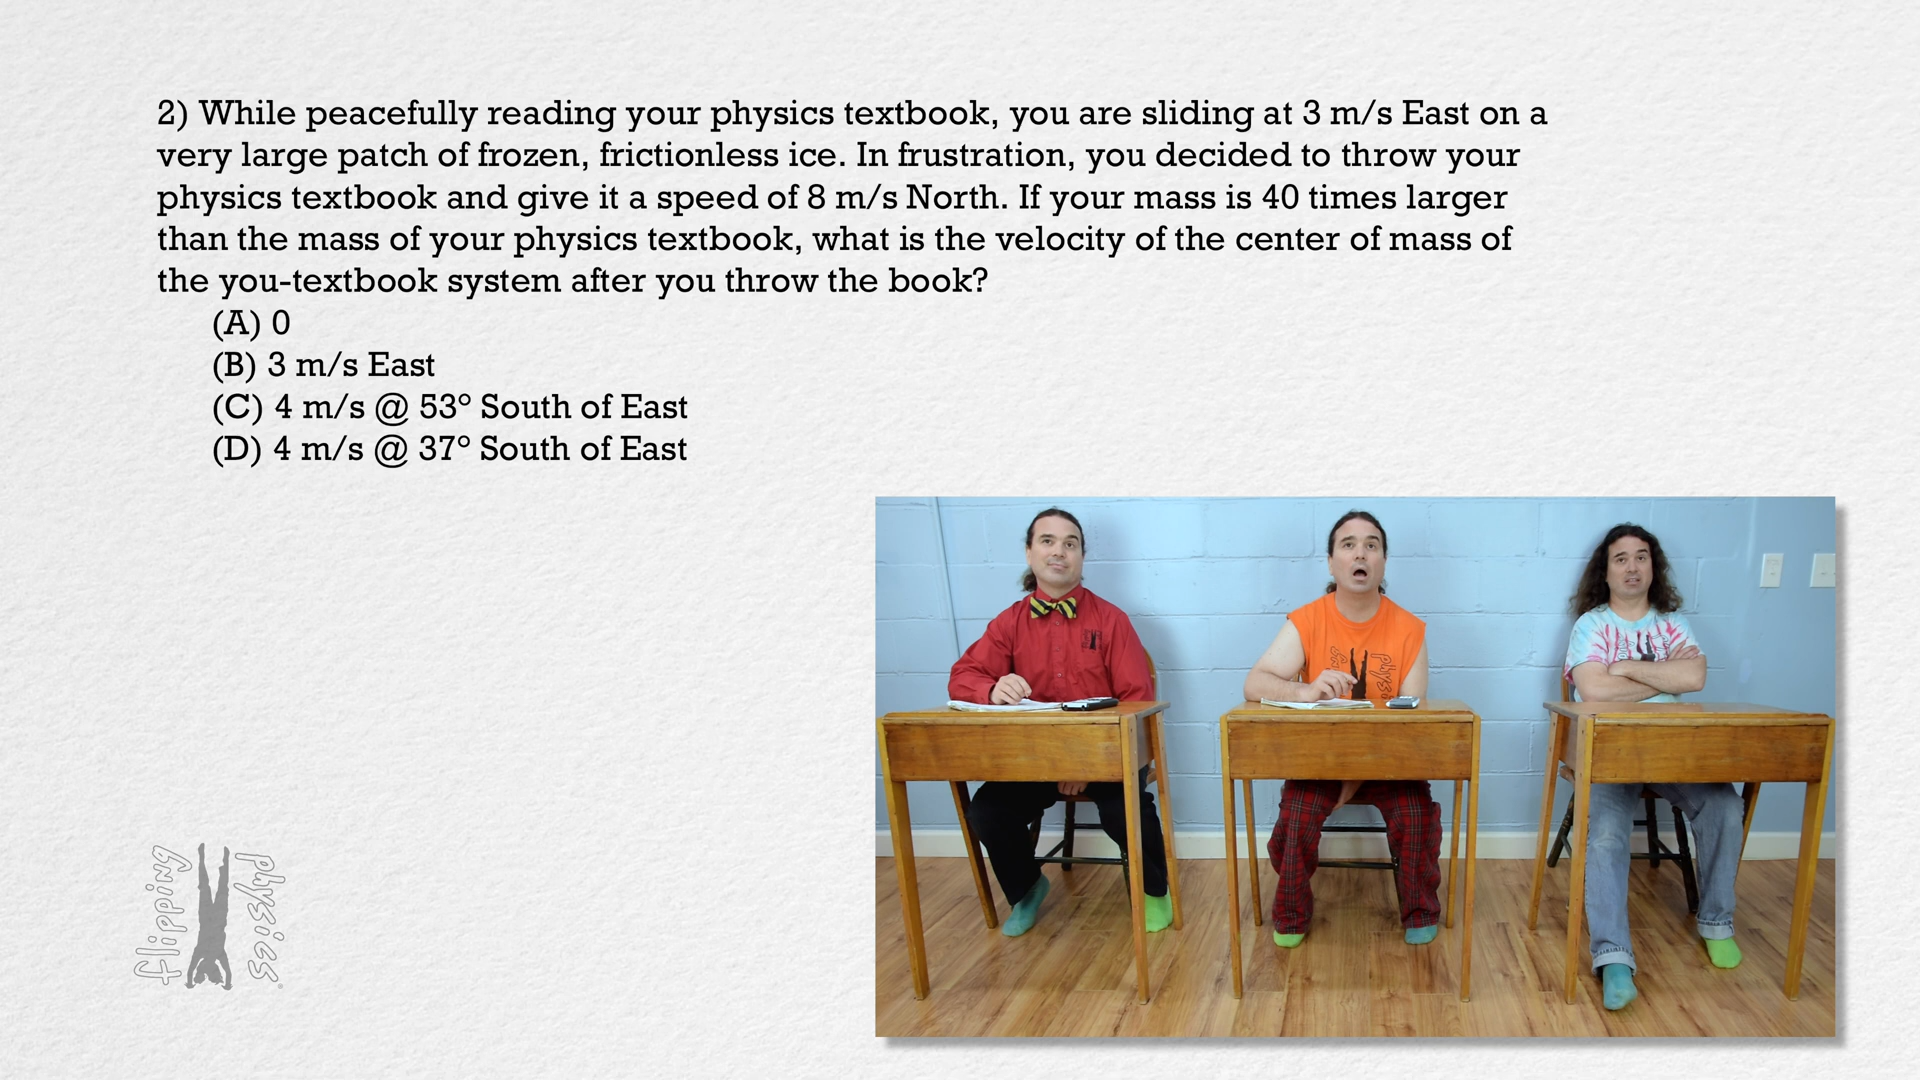 2) While peacefully reading your physics textbook, you are sliding at 3 m/s East on a
very large patch of frozen, frictionless ice. In frustration, you decided to throw your
physics textbook and give it a speed of 8 m/s North. If your mass is 40 times larger
than the mass of your physics textbook, what is the velocity of the center of mass of
the you-textbook system after you throw the book?
(A) 0
(B) 3 m/s East
(C) 4 m/s @ 53° South of East
(D) 4 m/s @ 37° South of East
flipping
physics